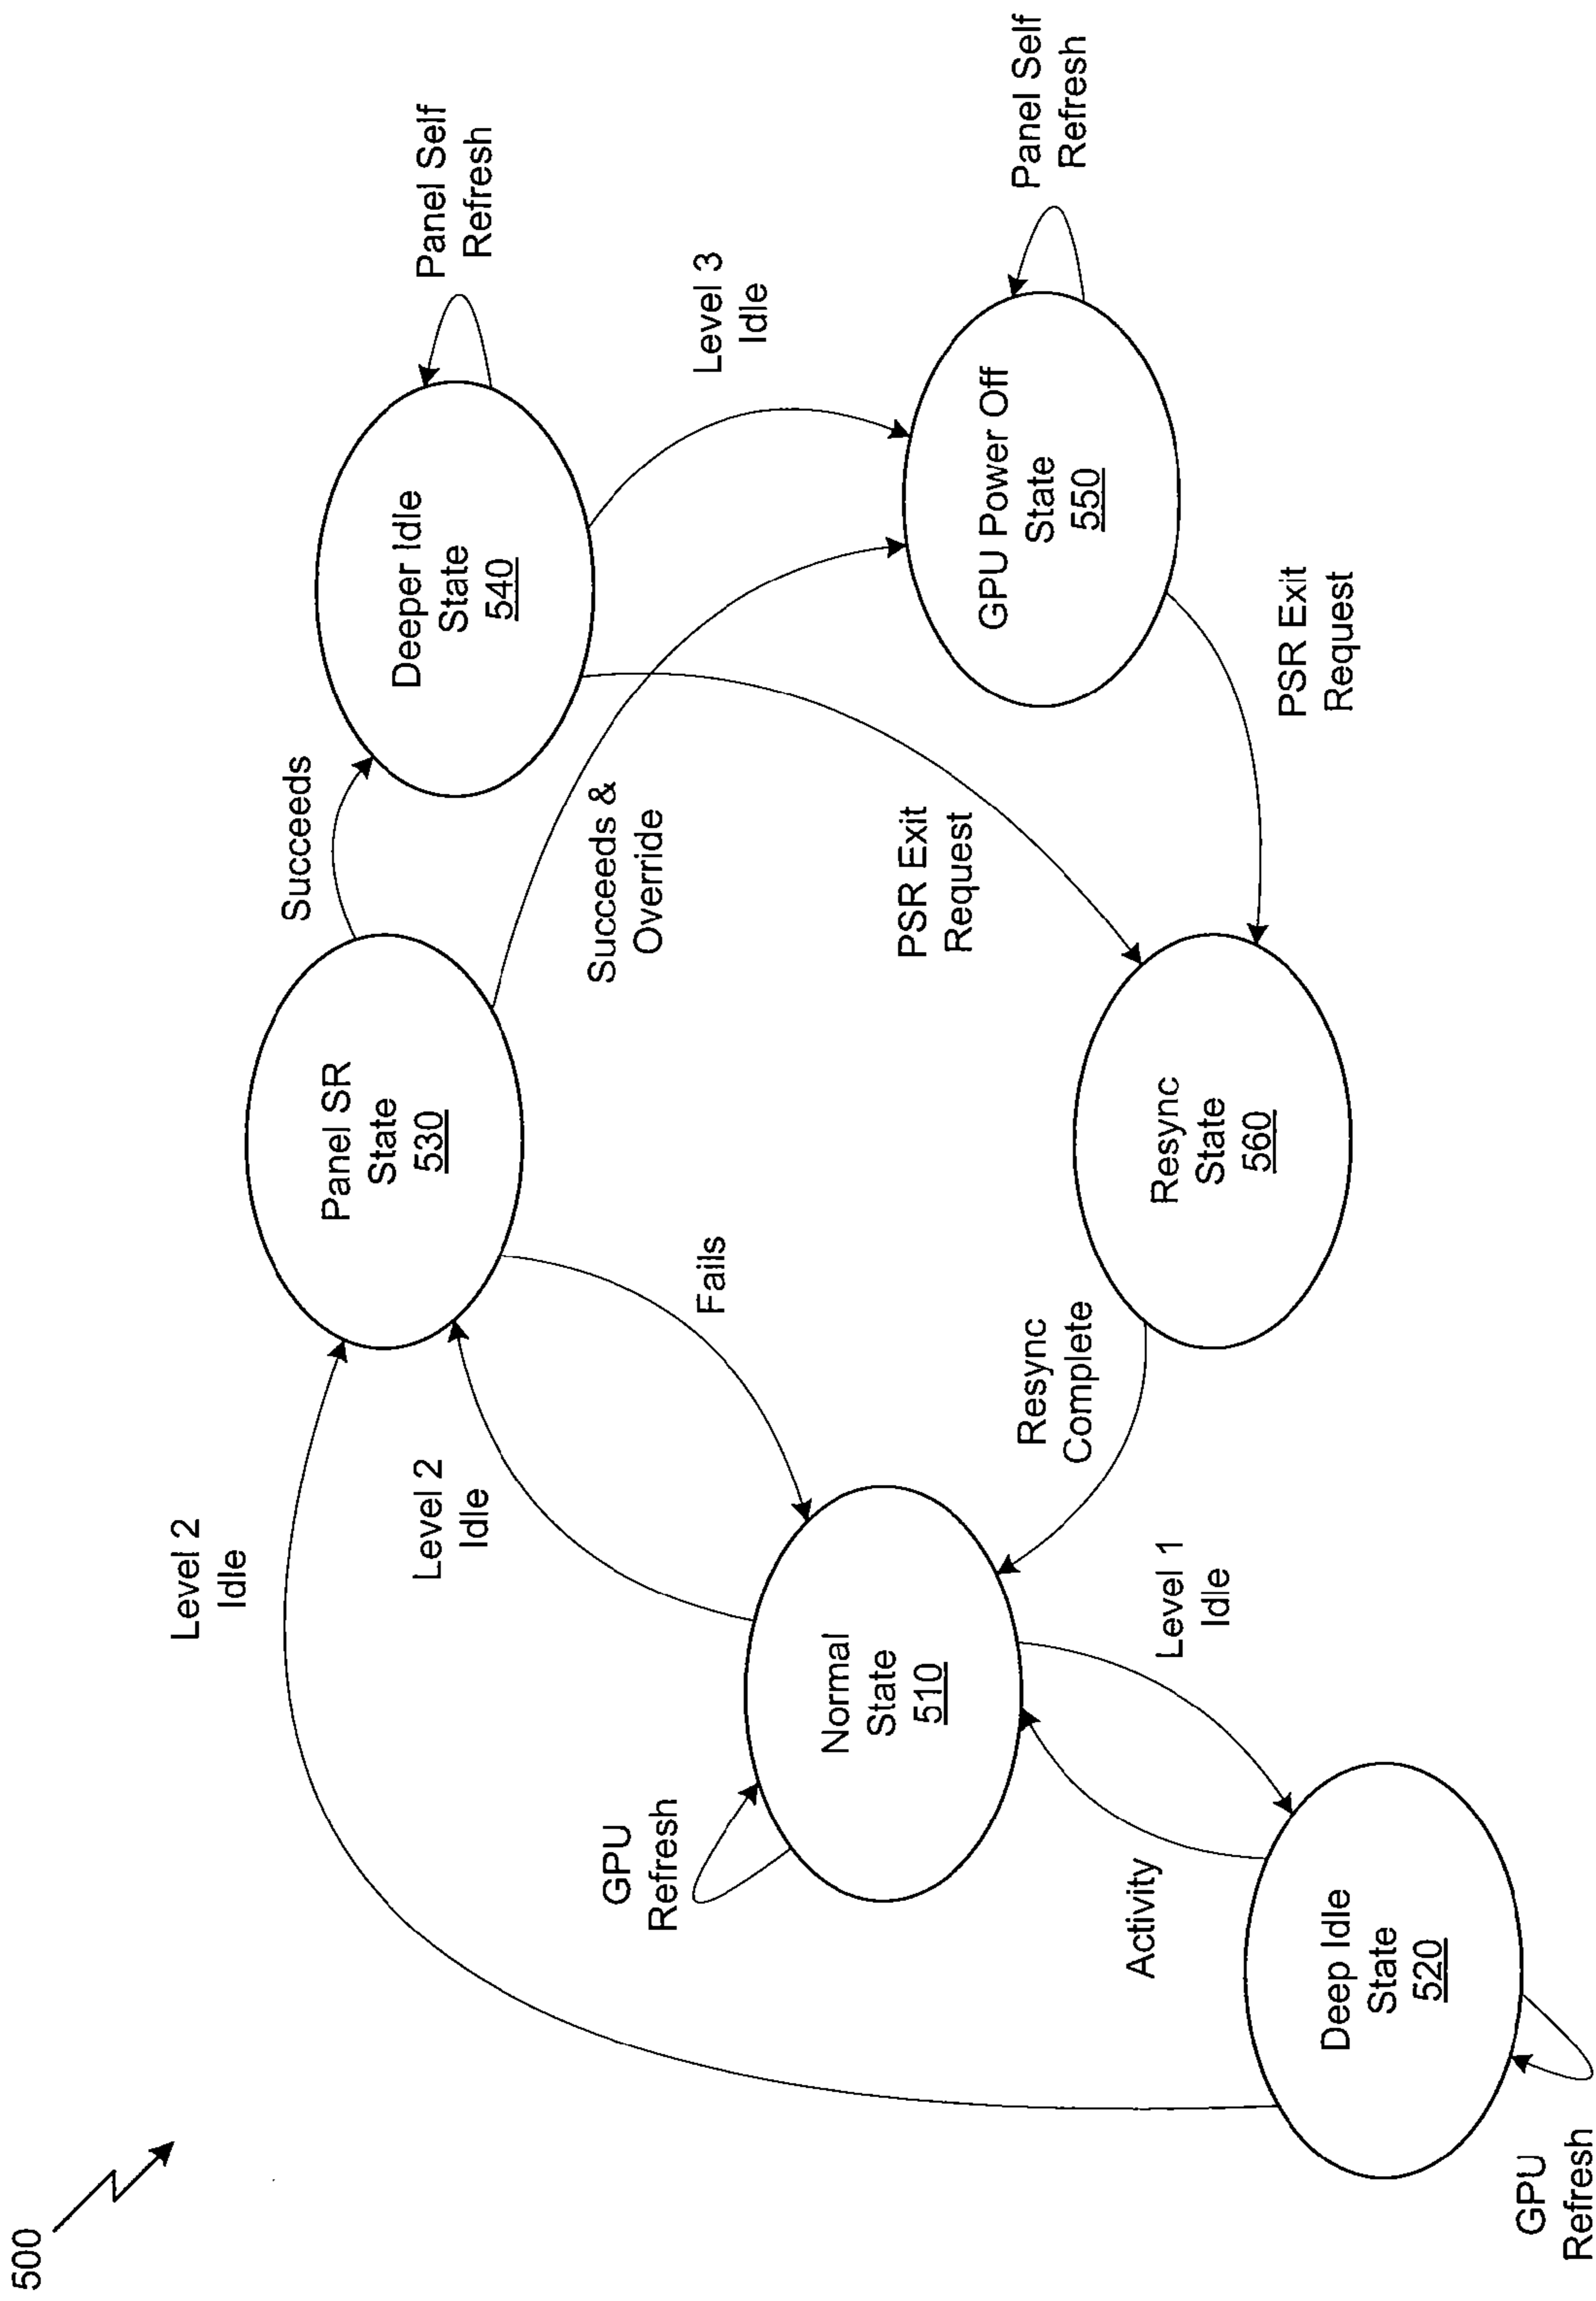 500
Level 2
Idle
Panel SR
State
530
Succeeds
Deeper Idle
State
540
Panel Self
Refresh
Level 2
Idle
Fails
Succeeds &
Override
Level 3
Idle
GPU
Refresh
Normal
State
510
Resync
Complete
PSR Exit
Request
GPU Power Off
State
550
Panel Self
Refresh
Activity
Level 1
Idle
Resync
State
560
PSR Exit
Request
GPU
Refresh
Deep Idle
State
520